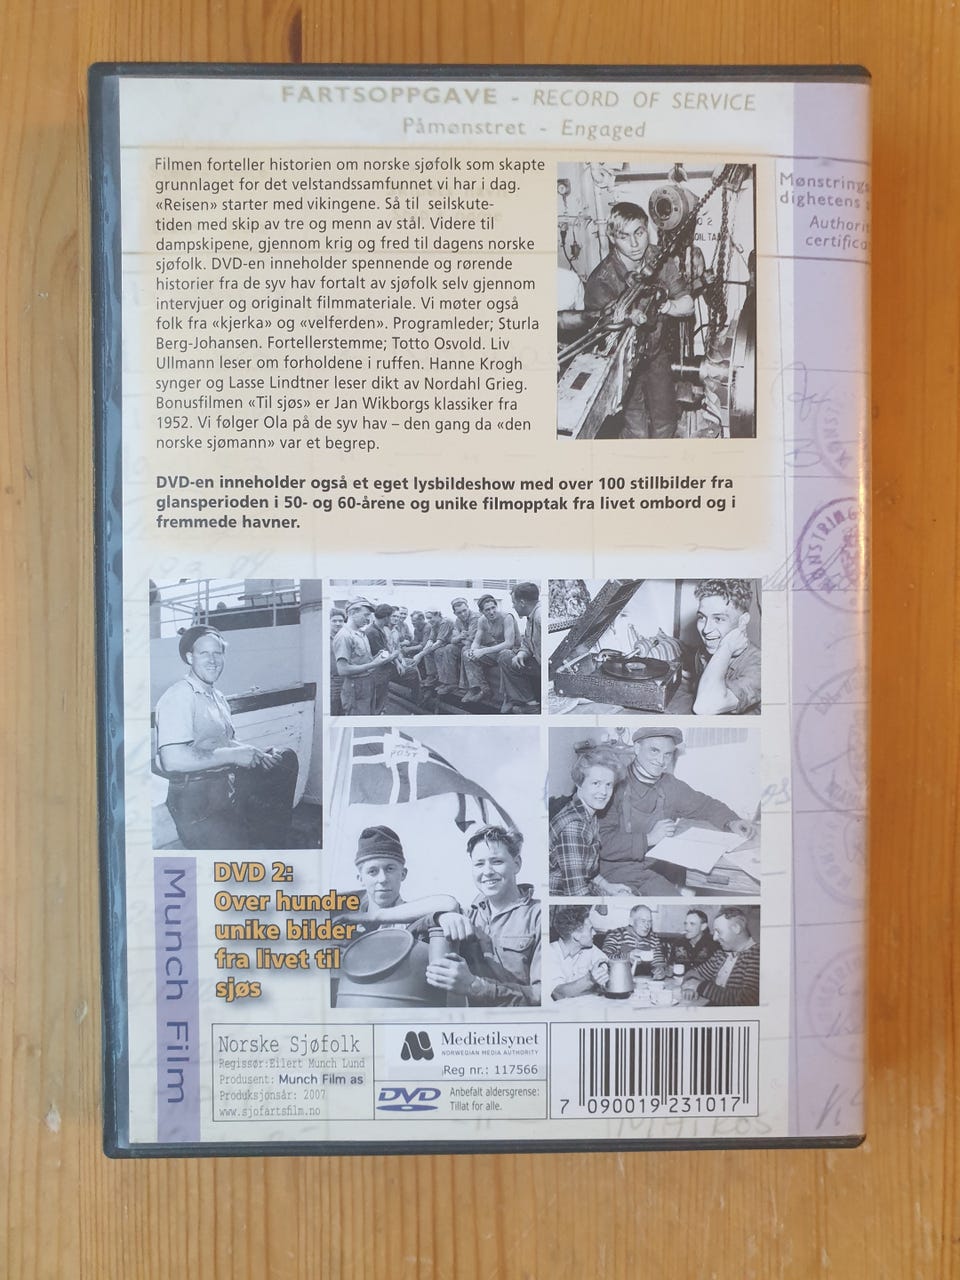 FARTSOPPGAVE - RECORD OF SERVICE
Påmønstret - Engaged
Mønstrings
dighetens s
Authori
certifica
Filmen forteller historien om norske sjøfolk som skapte
grunnlaget for det velstandssamfunnet vi har i dag.
«Reisen» starter med vikingene. Så til seilskute-
tiden med skip av tre og menn av stål. Videre til
dampskipene, gjennom krig og fred til dagens norske
sjøfolk. DVD-en inneholder spennende og rørende
historier fra de syv hav fortalt av sjøfolk selv gjennom
intervjuer og originalt filmmateriale. Vi møter også
folk fra «kjerka» og «velferden». Programleder; Sturla
Berg-Johansen. Fortellerstemme; Totto Osvold. Liv
Ullmann leser om forholdene i ruffen. Hanne Krogh
synger og Lasse Lindtner leser dikt av Nordahl Grieg.
Bonusfilmen «Til sjøs» er Jan Wikborgs klassiker fra
1952. Vi følger Ola på de syv hav – den gang da «den
norske sjømann» var et begrep.
DVD-en inneholder også et eget lysbildeshow med over 100 stillbilder fra
glansperioden i 50- og 60-årene og unike filmopptak fra livet ombord og i
fremmede havner.
POST
DVD 2:
Over hundre
unike bilder
fra livet til
sjøs
Munch Film
Norske Sjøfolk
Regissør:Eilert Munch Lund
Produsent: Munch Film as
Produksjonsår: 2007
www.sjofartsfilm.no
Medietilsynet
NORWEGIAN MEDIA AUTHORITY
Reg nr.: 117566
DVD
Anbefalt aldersgrense:
Tillat for alle.
7 090019 231017